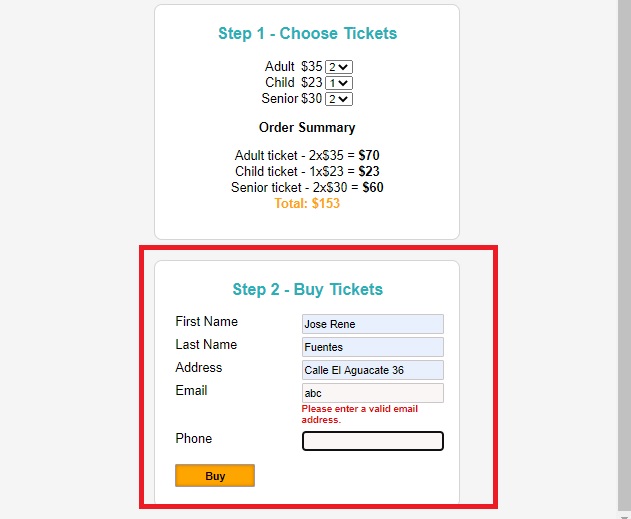 Step 1 - Choose Tickets
Adult $35 2
Child $23 1
Senior $30 2
Order Summary
Adult ticket - 2x$35 = $70
Child ticket - 1x$23 = $23
Senior ticket - 2x$30 = $60
Total: $153
Step 2 - Buy Tickets
First Name Jose Rene
Last Name Fuentes
Address Calle El Aguacate 36
Email abc
Please enter a valid email
address.
Phone
Buy